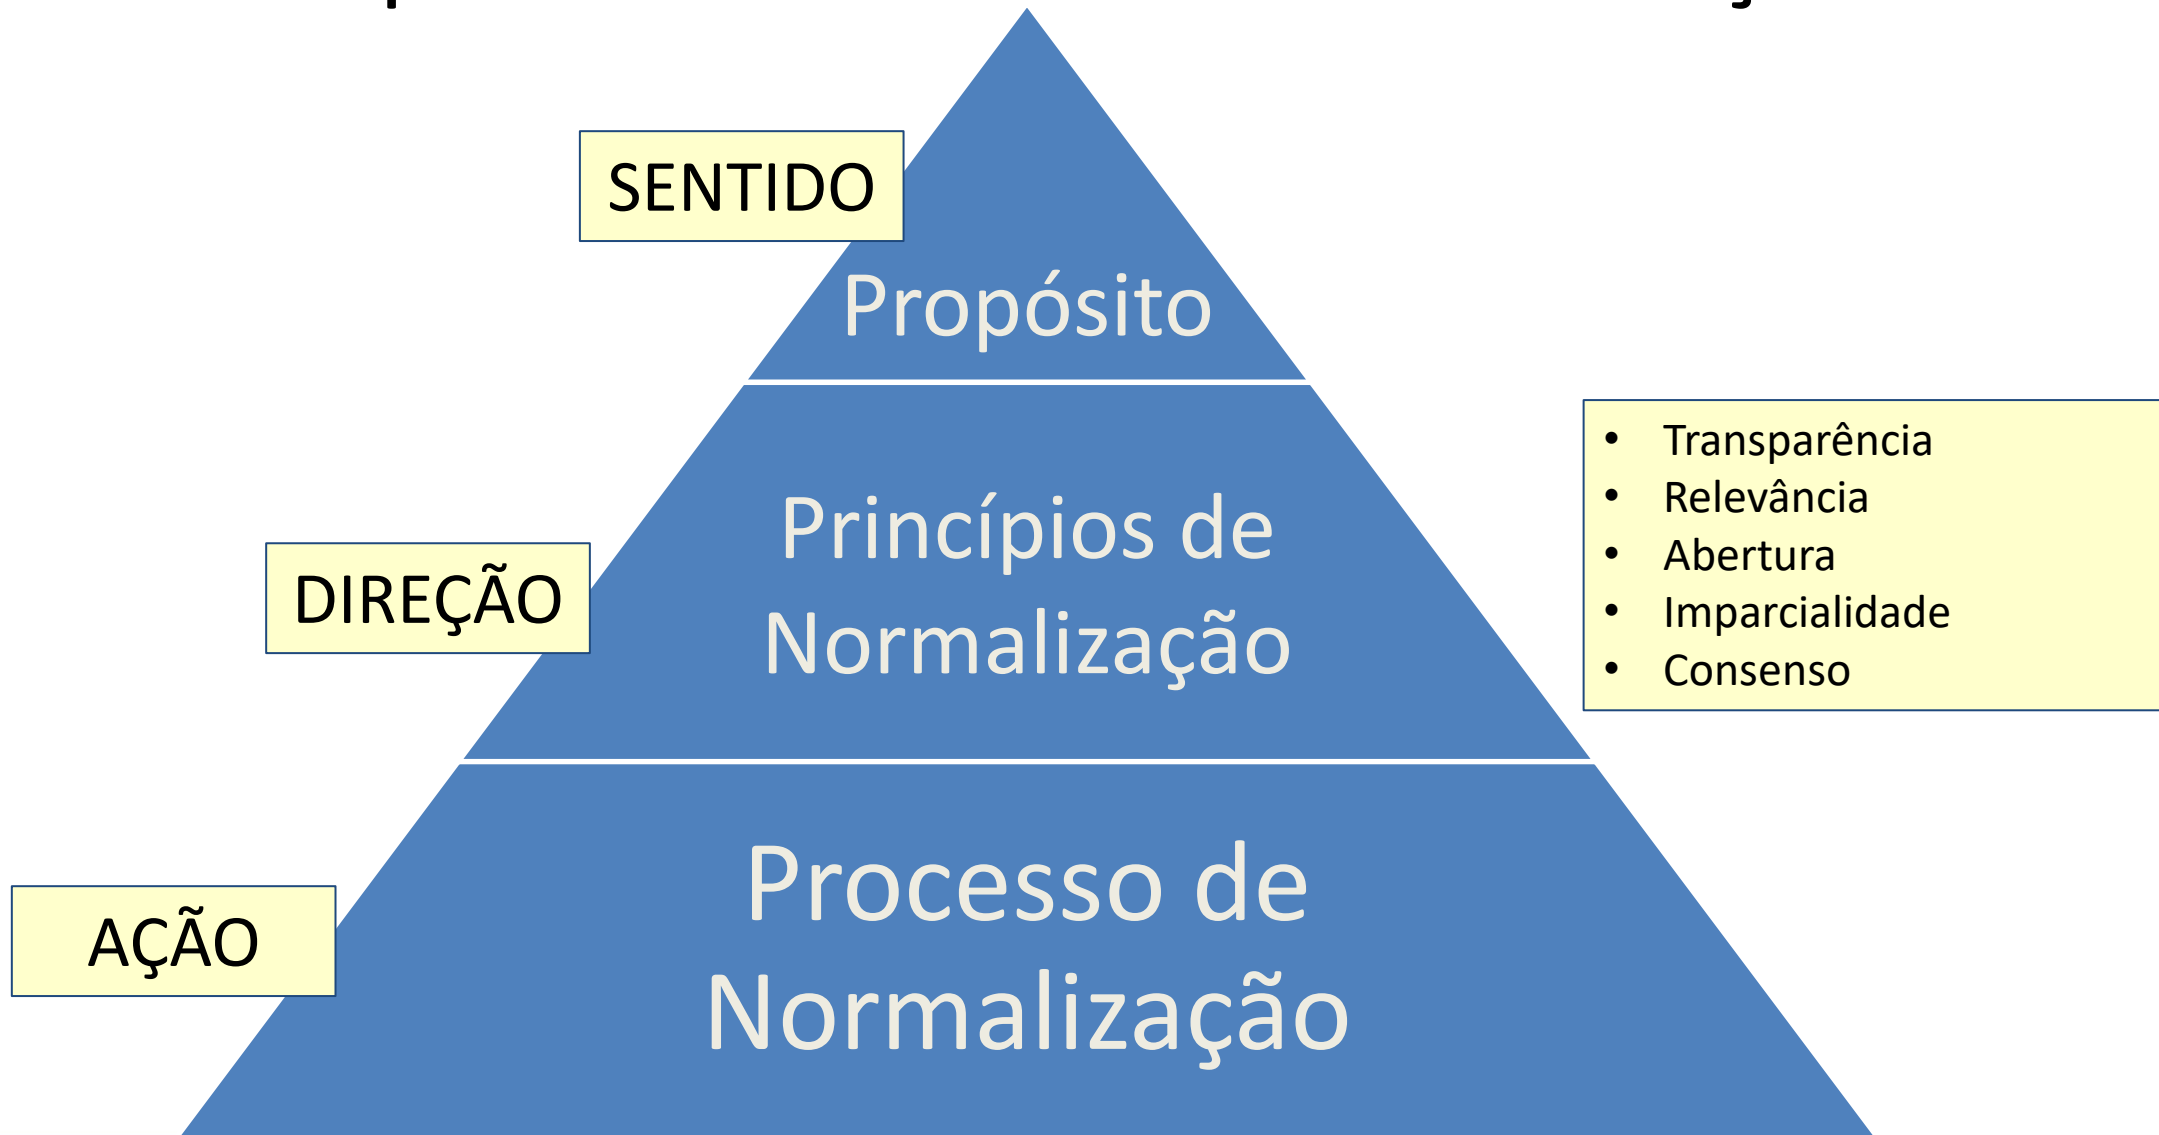 SENTIDO
Propósito
DIREÇÃO
Princípios de
Normalização
• Transparência
• Relevância
• Abertura
• Imparcialidade
• Consenso
AÇÃO
Processo de
Normalização